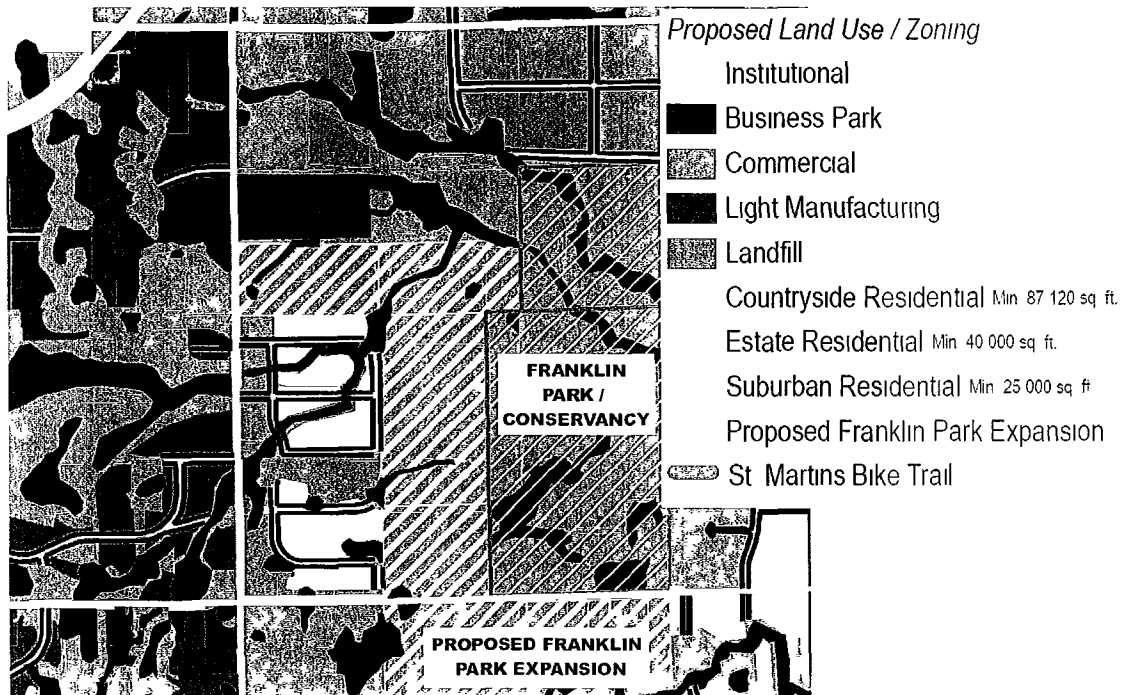 Proposed Land Use / Zoning
Institutional
Business Park
Commercial
Light Manufacturing
Landfill
Countryside Residential Min 87 120 sq ft.
Estate Residential Min 40 000 sq ft.
Suburban Residential Min 25 000 sq ft
Proposed Franklin Park Expansion
St Martins Bike Trail
FRANKLIN
PARK /
CONSERVANCY
PROPOSED FRANKLIN
PARK EXPANSION